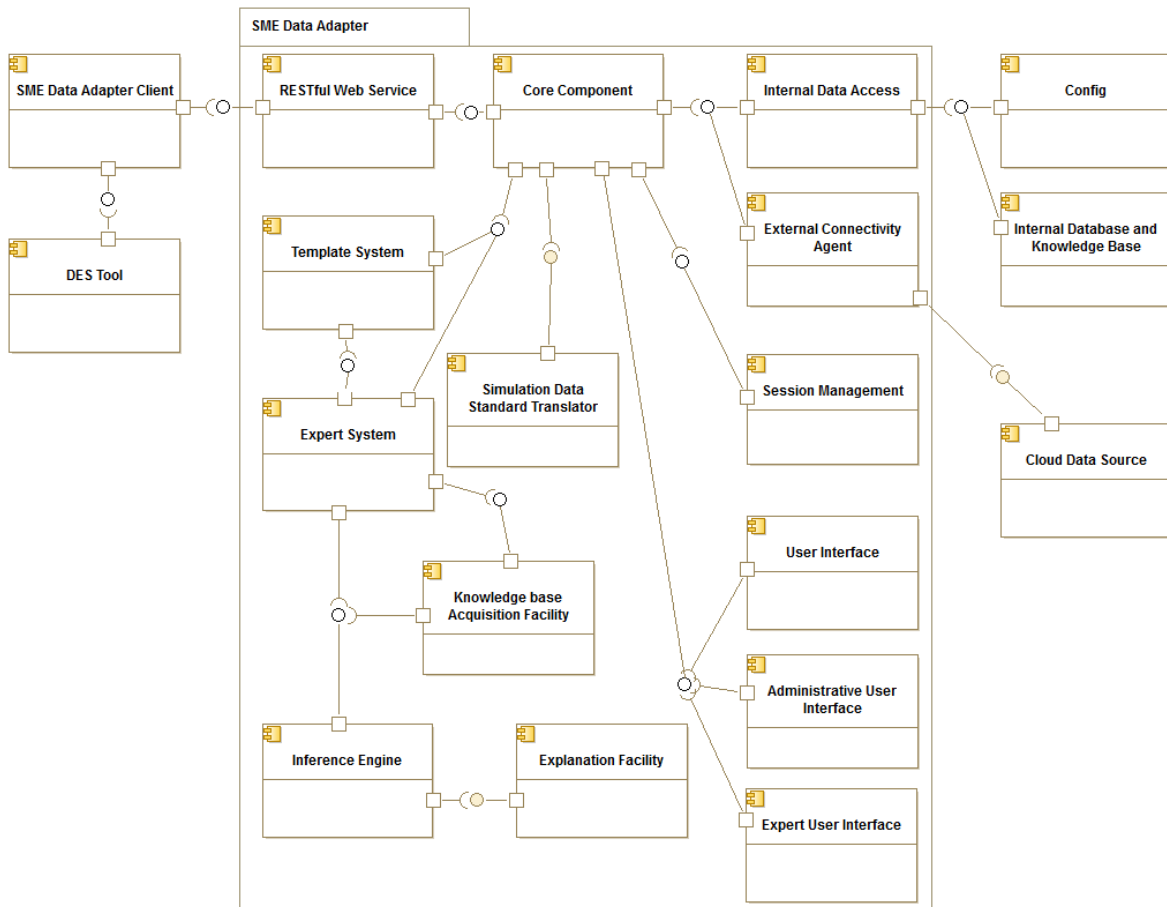 SME Data Adapter
SME Data Adapter Client
RESTful Web Service
Core Component
Internal Data Access
Config
Template System
External Connectivity
Agent
Internal Database and
Knowledge Base
DES Tool
Simulation Data
Standard Translator
Session Management
Expert System
Cloud Data Source
User Interface
Knowledge base
Acquisition Facility
Administrative User
Interface
Inference Engine
Explanation Facility
Expert User Interface